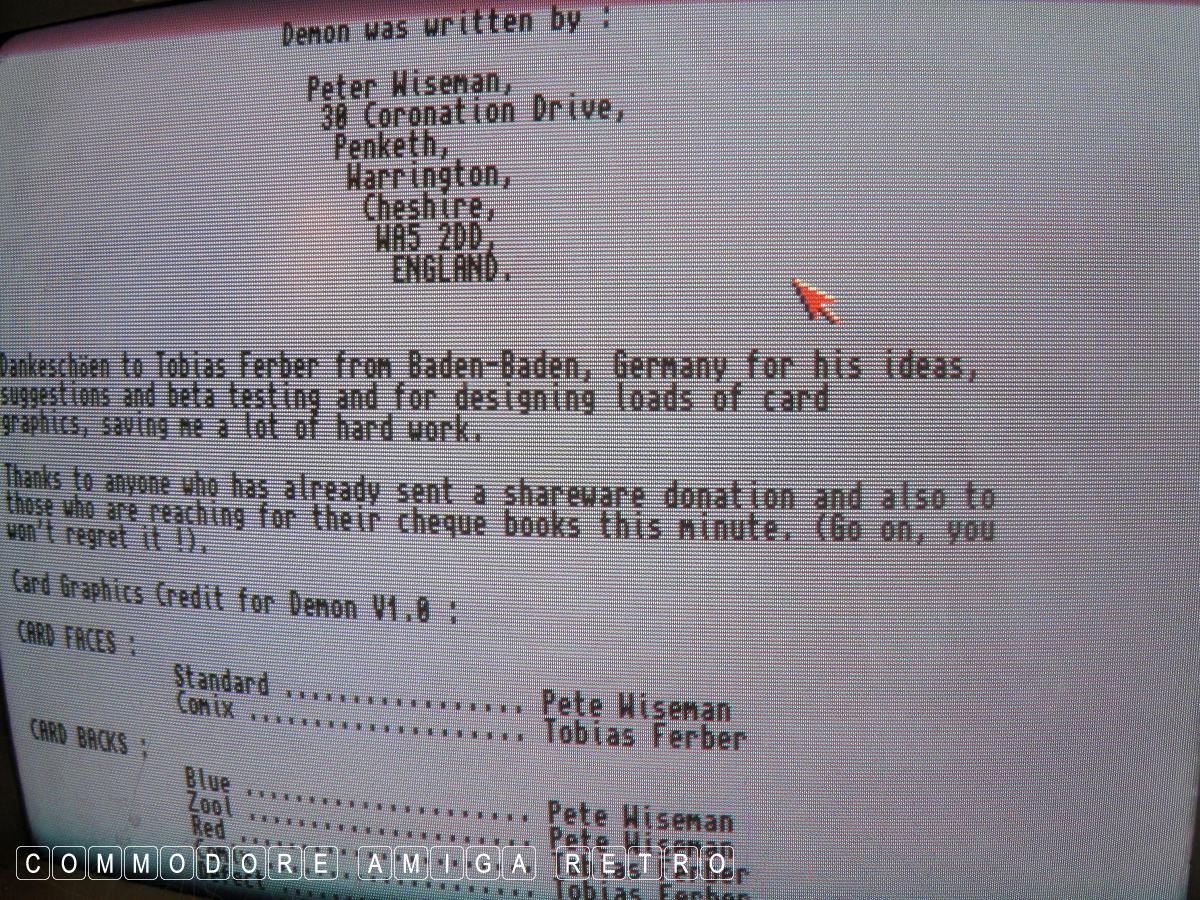 Demon was written by :
Peter Wiseman,
30 Coronation Drive,
Penketh,
Warrington,
Cheshire,
WA5 2DD,
ENGLAND.
Dankeschöen to Tobias Ferber from Baden-Baden, Germany for his ideas,
suggestions and beta testing and for designing loads of card
graphics, saving me a lot of hard work.
Thanks to anyone who has already sent a shareware donation and also to
those who are reaching for their cheque books this minute. (Go on, you
won't regret it !).
Card Graphics Credit for Demon V1.0 :
CARD FACES :
Standard .................. Pete Wiseman
Comix ..................... Tobias Ferber
CARD BACKS :
Blue ...................... Pete Wiseman
Zool ...................... Pete Wiseman
Red ....................... Tobias Ferber
Tobias Ferber
COMMODORE AMIGA RETRO